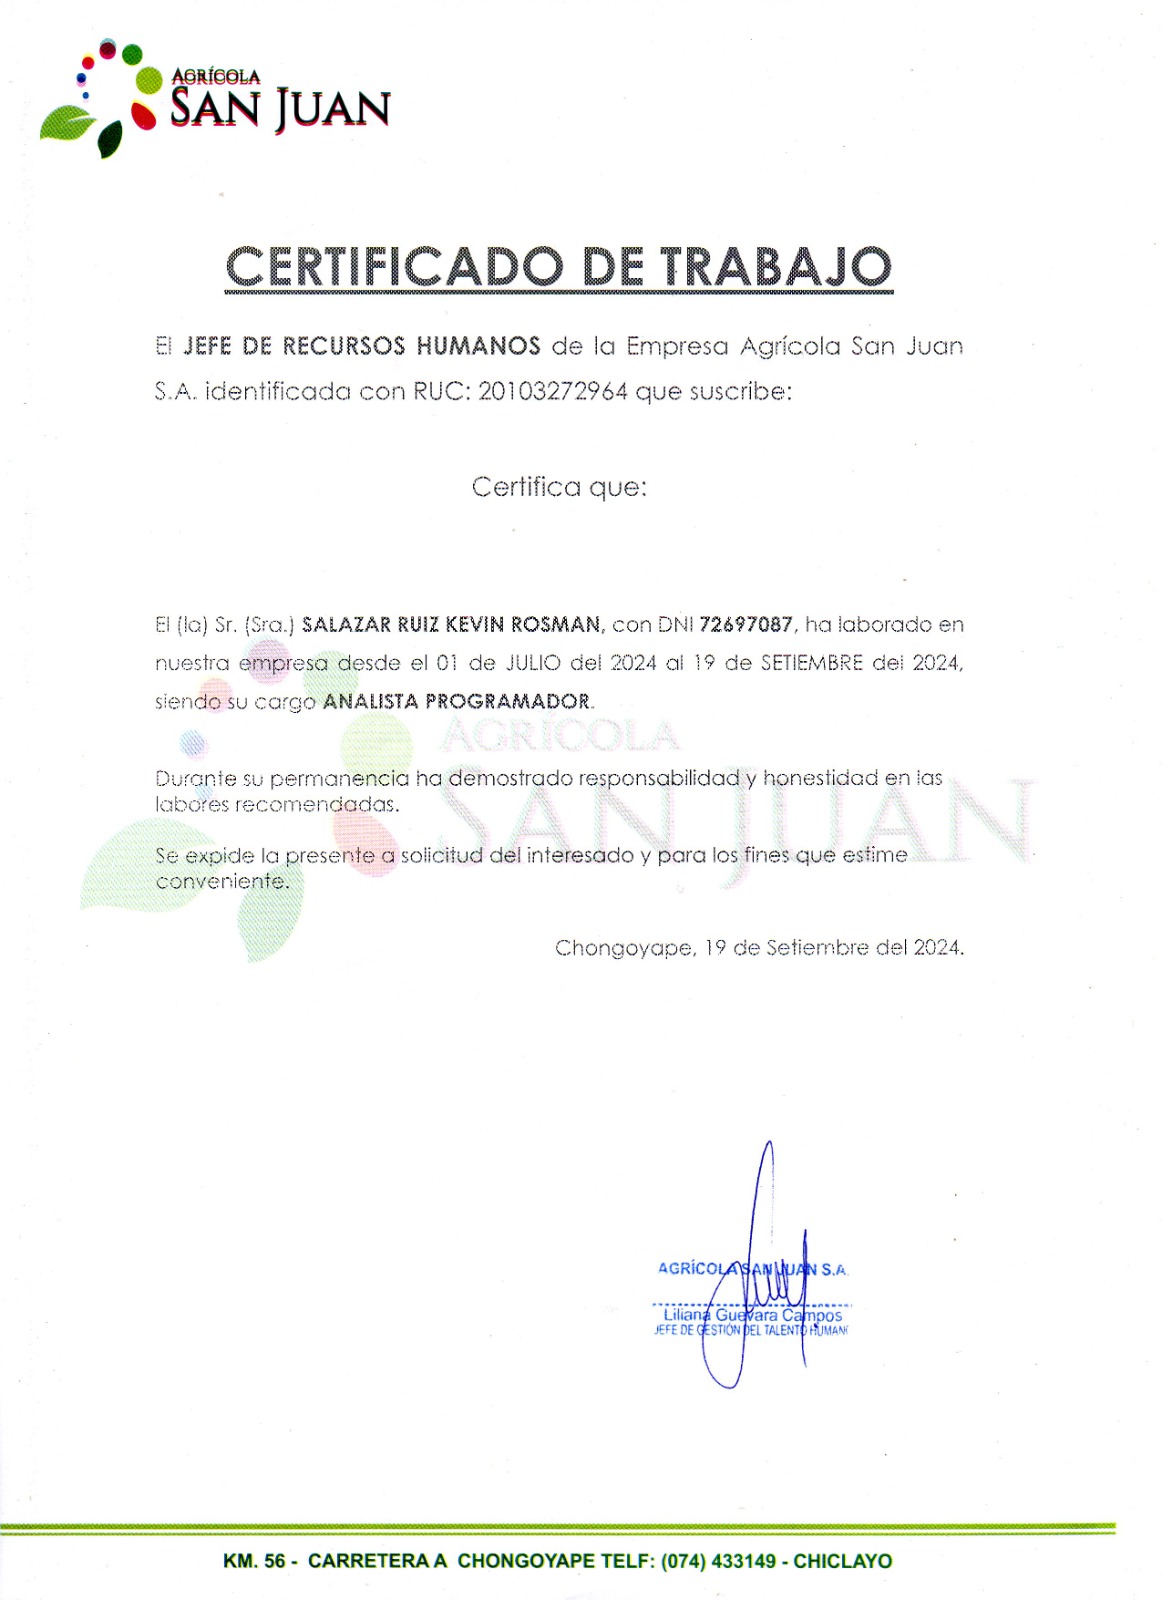 AGRÍCOLA
SAN JUAN
CERTIFICADO DE TRABAJO
El JEFE DE RECURSOS HUMANOS de la Empresa Agrícola San Juan
S.A. identificada con RUC: 20103272964 que suscribe:
Certifica que:
El (la) Sr. (Sra.) SALAZAR RUIZ KEVIN ROSMAN, con DNI 72697087, ha laborado en
nuestra empresa desde el 01 de JULIO del 2024 al 19 de SETIEMBRE del 2024,
siendo su cargo ANALISTA PROGRAMADOR.
AGRÍCOLA
SAN JUAN
Durante su permanencia ha demostrado responsabilidad y honestidad en las
labores recomendadas.
Se expide la presente a solicitud del interesado y para los fines que estime
conveniente.
Chongoyape, 19 de Setiembre del 2024.
AGRÍCOLA SAN JUAN S.A.
Liliana Guevara Campos
JEFE DE GESTIÓN DEL TALENTO HUMANO
KM. 56 - CARRETERA A CHONGOYAPE TELF: (074) 433149 - CHICLAYO